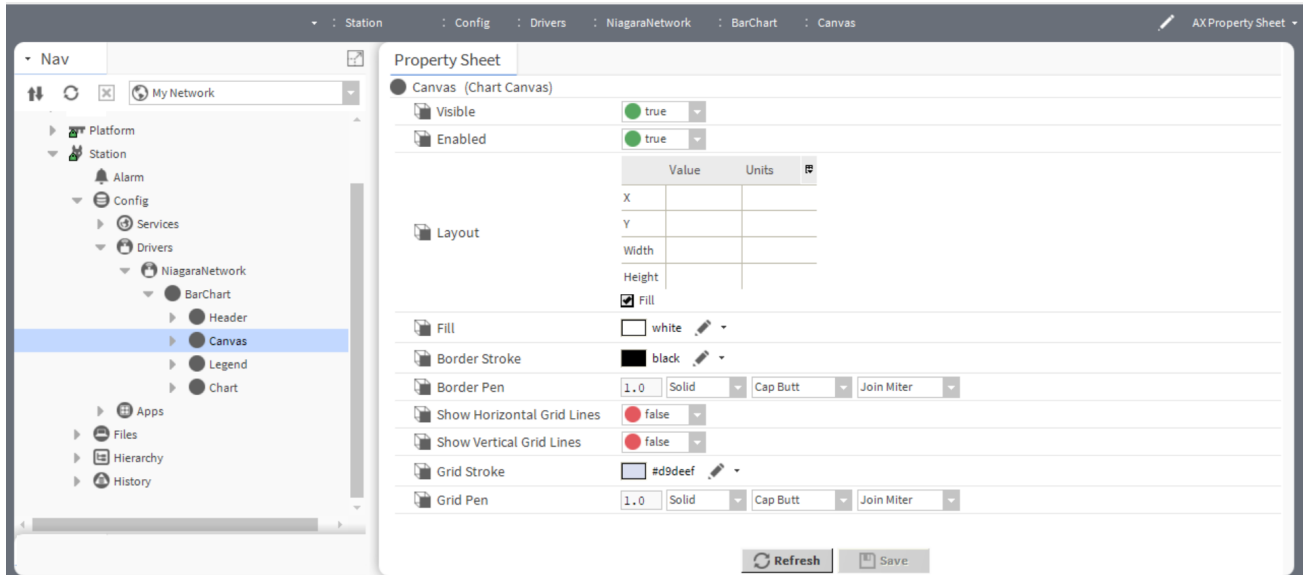 : Station : Config : Drivers : NiagaraNetwork : BarChart : Canvas AX Property Sheet
Nav
My Network
Platform
Station
Alarm
Config
Services
Drivers
NiagaraNetwork
BarChart
Header
Canvas
Legend
Chart
Apps
Files
Hierarchy
History
Property Sheet
Canvas (Chart Canvas)
Visible true
Enabled true
Layout
Value Units
X
Y
Width
Height
Fill
Fill white
Border Stroke black
Border Pen 1.0 Solid Cap Butt Join Miter
Show Horizontal Grid Lines false
Show Vertical Grid Lines false
Grid Stroke #d9deef
Grid Pen 1.0 Solid Cap Butt Join Miter
Refresh Save